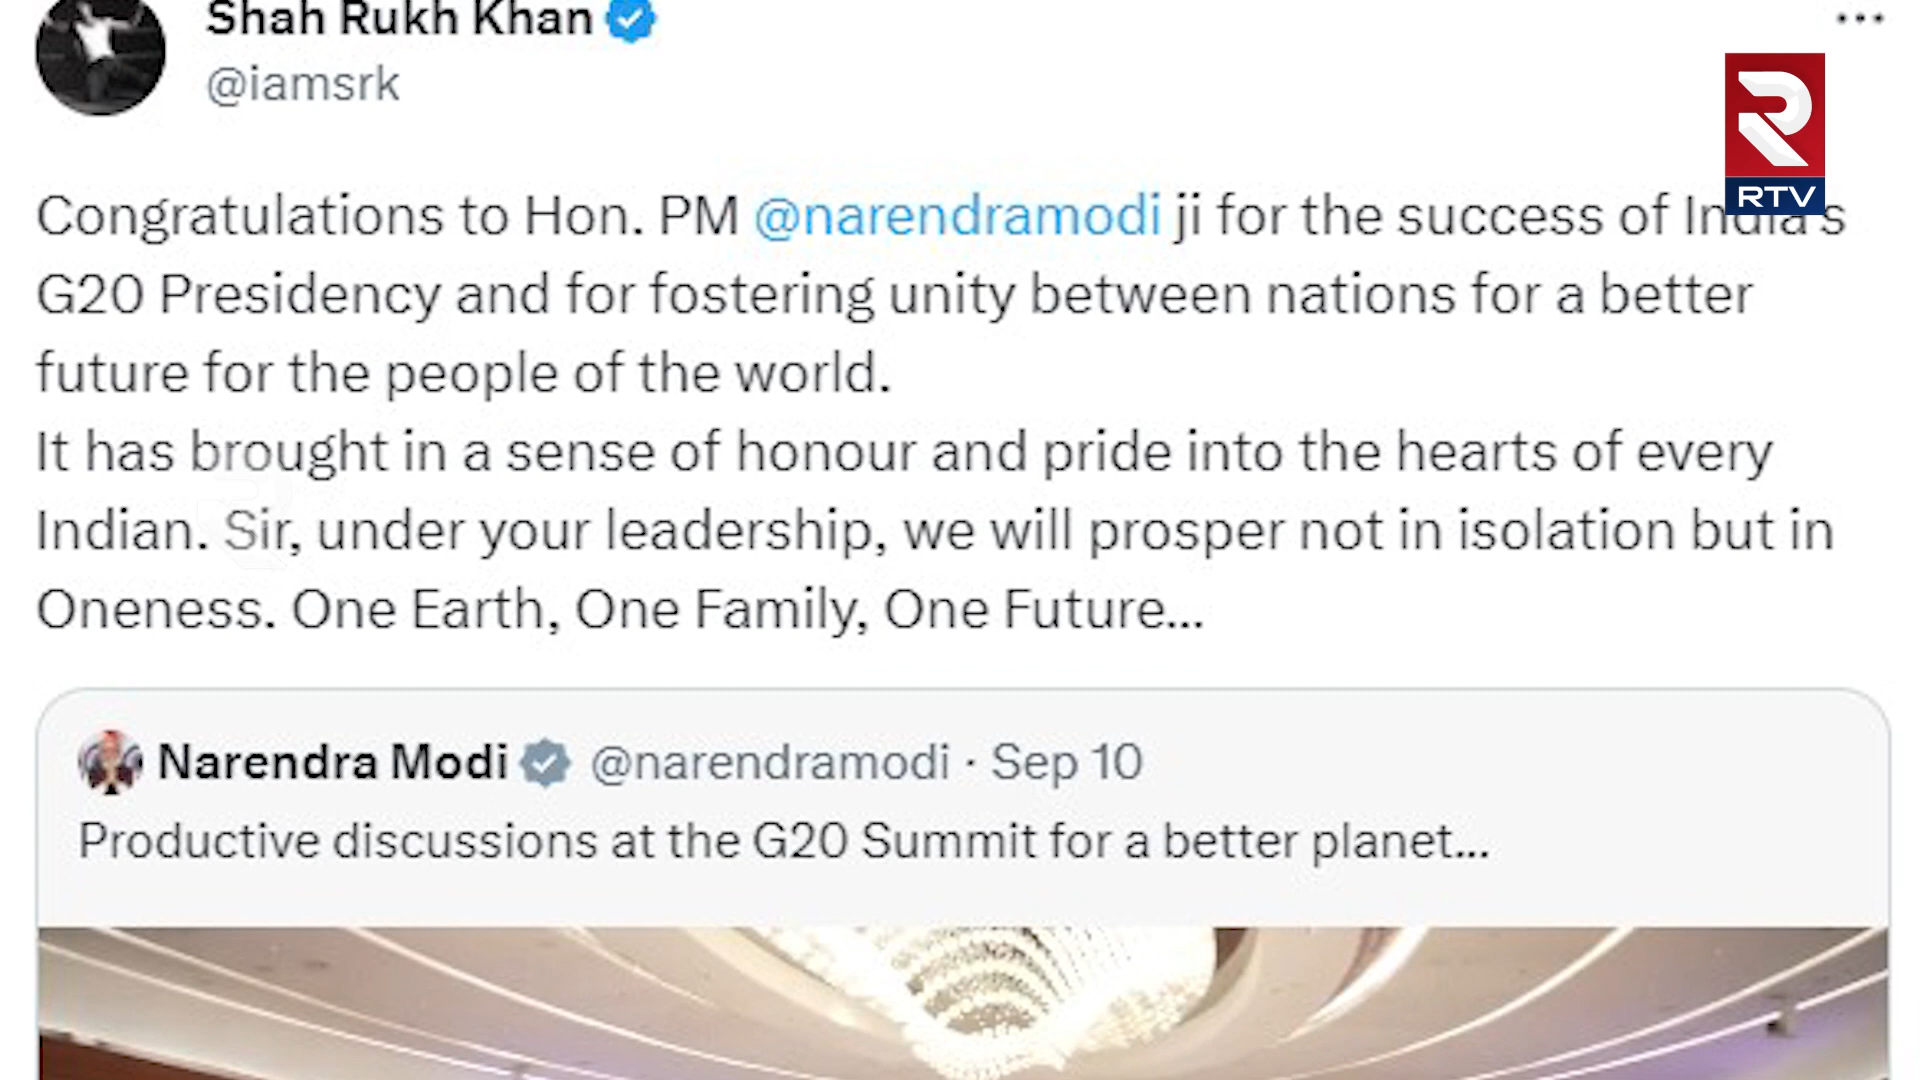 Shah Rukh Khan
@iamsrk
RTV
Congratulations to Hon. PM @narendramodi ji for the success of India's
G20 Presidency and for fostering unity between nations for a better
future for the people of the world.
It has brought in a sense of honour and pride into the hearts of every
Indian. Sir, under your leadership, we will prosper not in isolation but in
Oneness. One Earth, One Family, One Future...
Narendra Modi @narendramodi · Sep 10
Productive discussions at the G20 Summit for a better planet...